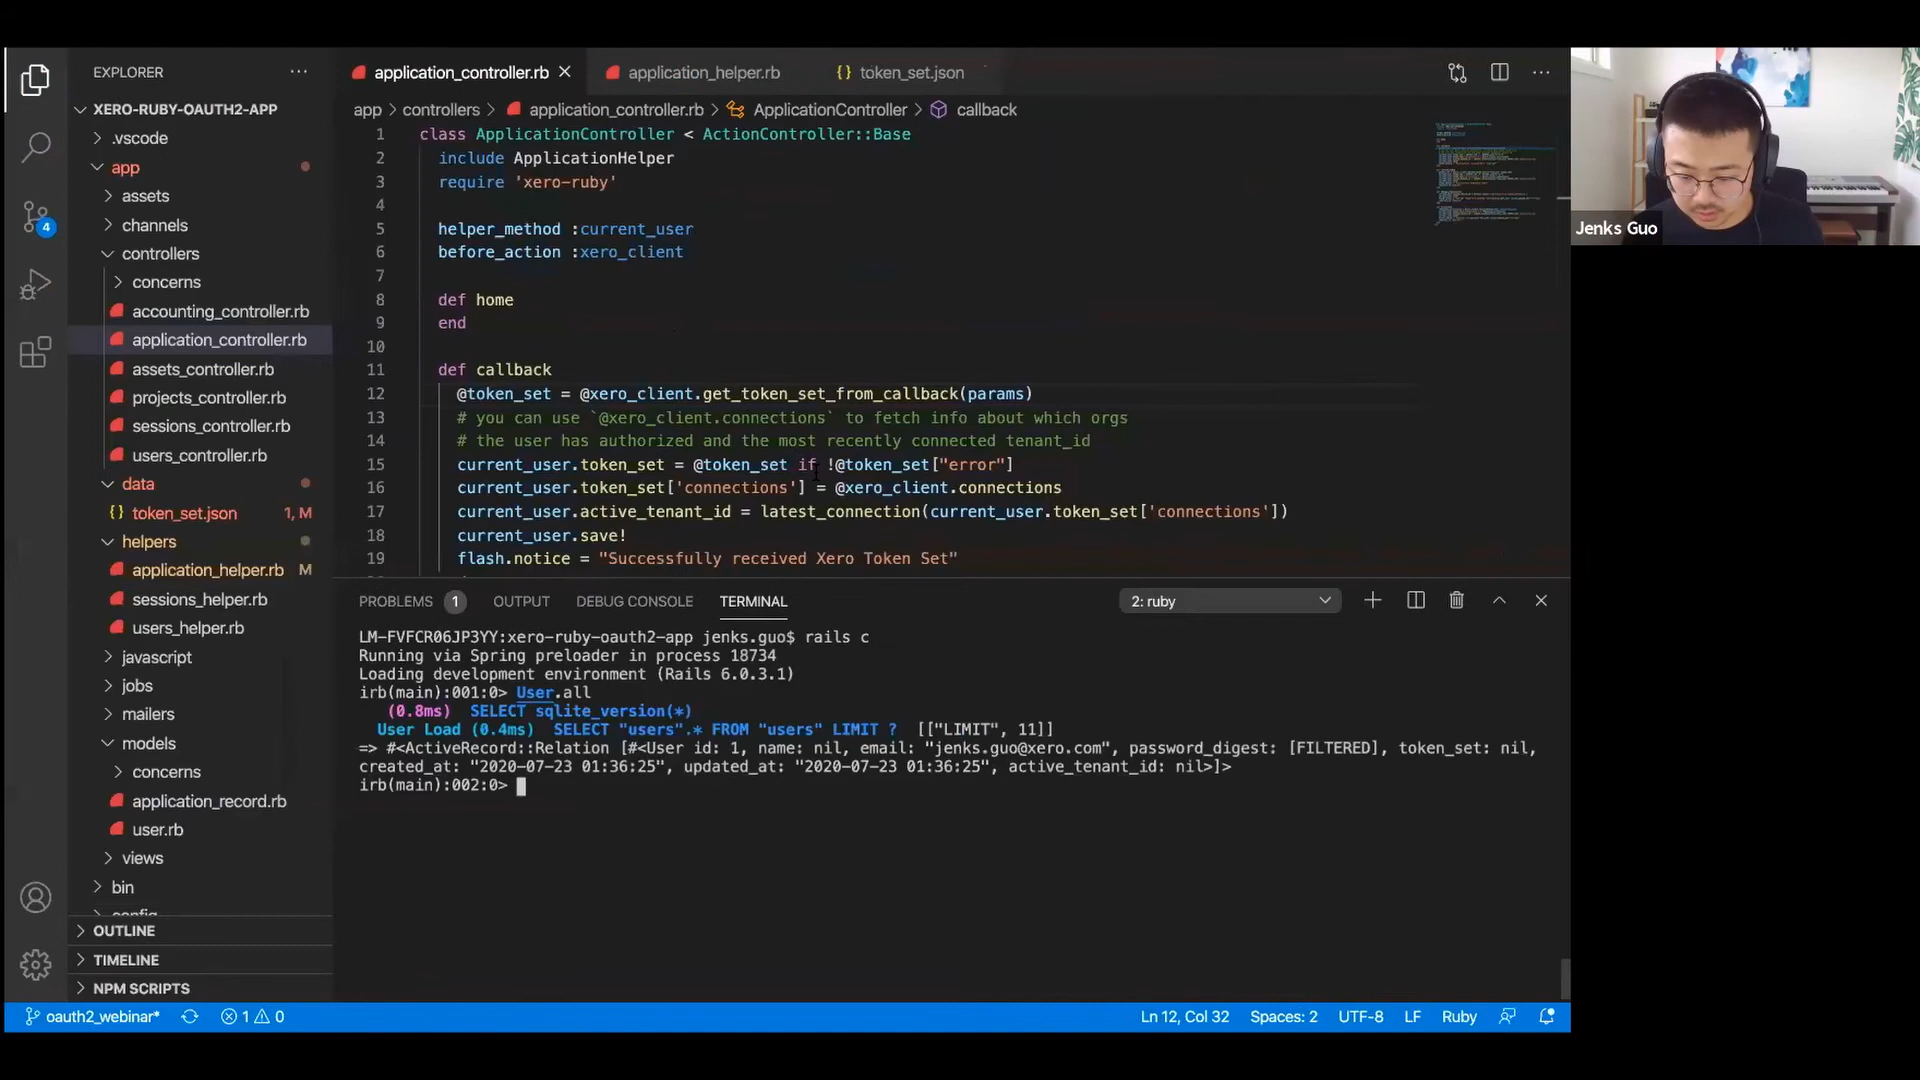 EXPLORER
XERO-RUBY-OAUTH2-APP
.vscode
app
assets
channels
controllers
concerns
accounting_controller.rb
application_controller.rb
assets_controller.rb
projects_controller.rb
sessions_controller.rb
users_controller.rb
data
token_set.json 1, M
helpers
application_helper.rb M
sessions_helper.rb
users_helper.rb
javascript
jobs
mailers
models
concerns
application_record.rb
user.rb
views
bin
config
OUTLINE
TIMELINE
NPM SCRIPTS
4
application_controller.rb application_helper.rb {} token_set.json
app > controllers > application_controller.rb > ApplicationController > callback
1 class ApplicationController < ActionController::Base
2 include ApplicationHelper
3 require 'xero-ruby'
4
5 helper_method :current_user
6 before_action :xero_client
7
8 def home
9 end
10
11 def callback
12 @token_set = @xero_client.get_token_set_from_callback(params)
13 # you can use `@xero_client.connections` to fetch info about which orgs
14 # the user has authorized and the most recently connected tenant_id
15 current_user.token_set = @token_set if !@token_set["error"]
16 current_user.token_set['connections'] = @xero_client.connections
17 current_user.active_tenant_id = latest_connection(current_user.token_set['connections'])
18 current_user.save!
19 flash.notice = "Successfully received Xero Token Set"
PROBLEMS 1 OUTPUT DEBUG CONSOLE TERMINAL 2: ruby
LM-FVFCR06JP3YY:xero-ruby-oauth2-app jenks.guo$ rails c
Running via Spring preloader in process 18734
Loading development environment (Rails 6.0.3.1)
irb(main):001:0> User.all
(0.8ms) SELECT sqlite_version(*)
User Load (0.4ms) SELECT "users".* FROM "users" LIMIT ? [["LIMIT", 11]]
=> #<ActiveRecord::Relation [#<User id: 1, name: nil, email: "jenks.guo@xero.com", password_digest: [FILTERED], token_set: nil,
created_at: "2020-07-23 01:36:25", updated_at: "2020-07-23 01:36:25", active_tenant_id: nil>]>
irb(main):002:0>
oauth2_webinar* 1 0 Ln 12, Col 32 Spaces: 2 UTF-8 LF Ruby
Jenks Guo